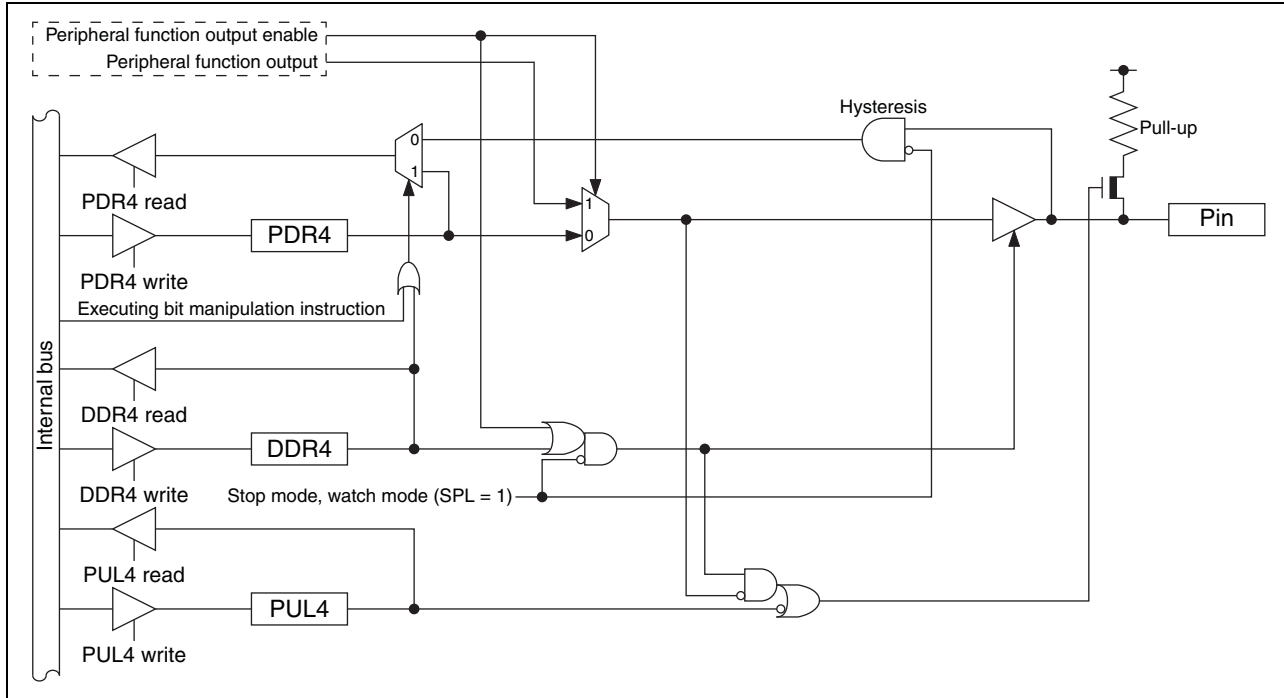 Peripheral function output enable
Peripheral function output
Hysteresis
0
Pull-up
1
PDR4 read
1
Pin
PDR4
0
PDR4 write
Executing bit manipulation instruction
Internal bus
DDR4 read
DDR4
DDR4 write
Stop mode, watch mode (SPL = 1)
PUL4 read
PUL4
PUL4 write